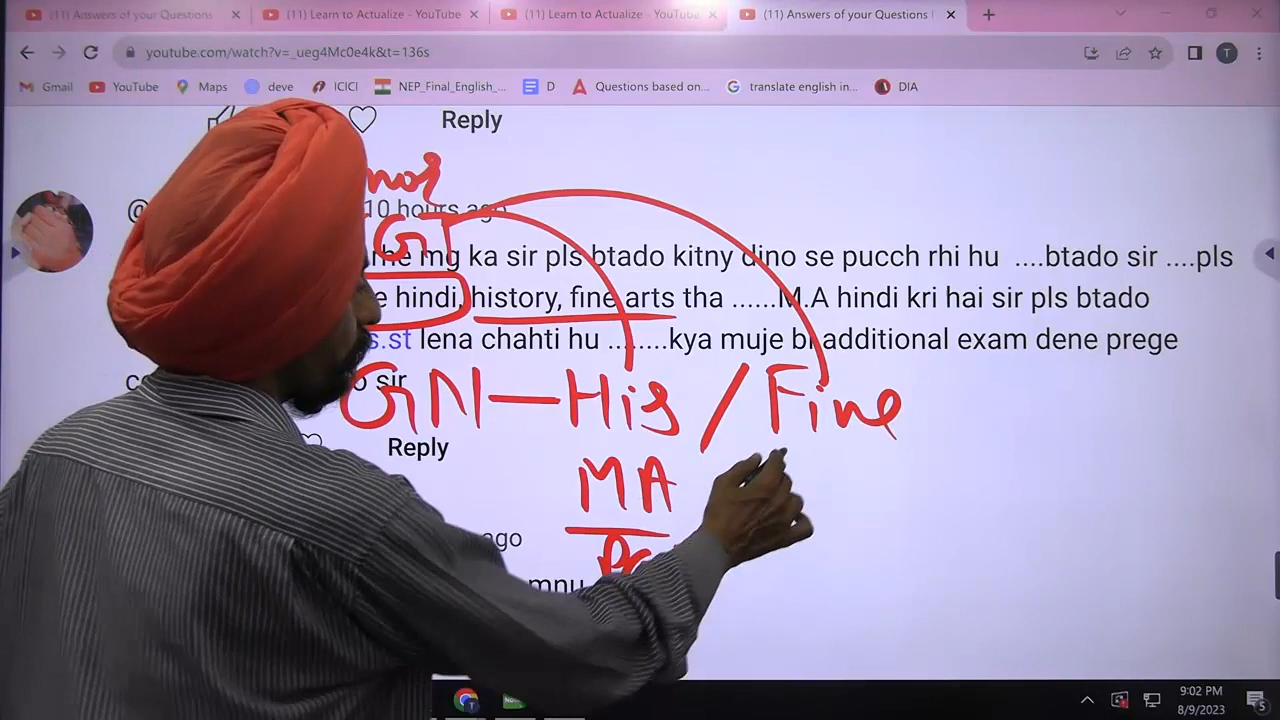 (11) Answers of your Questions (11) Learn to Actualize - YouTube (11) Learn to Actualize - YouTube (11) Answers of your Questions
youtube.com/watch?v=_ueg4Mc0e4k&t=136s T
Gmail YouTube Maps deve ICICI NEP_Final_English_... D Questions based on... translate english in... DIA
Reply
@ 10 hours ago
G
mg ka sir pls btado kitny dino se pucch rhi hu ....btado sir ....pls
hindi, history, fine arts tha ......M.A hindi kri hai sir pls btado
s.st lena chahti hu ........kya muje bi additional exam dene prege
sir
GN — His / Fine
Reply
MA
ago
mnu
9:02 PM
8/9/2023
5